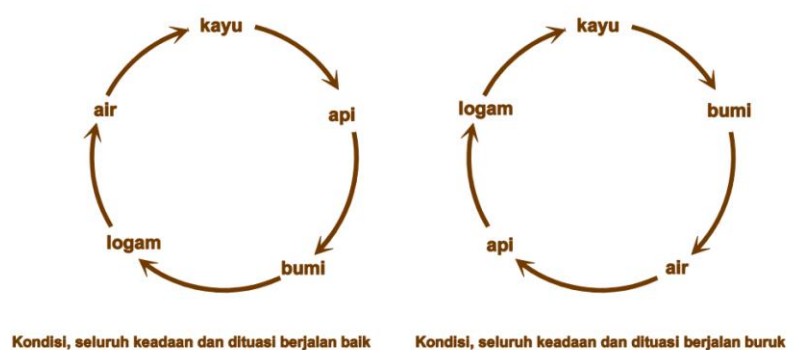 kayu
air
api
logam
bumi
Kondisi, seluruh keadaan dan dituasi berjalan baik
kayu
logam
bumi
api
air
Kondisi, seluruh keadaan dan dituasi berjalan buruk